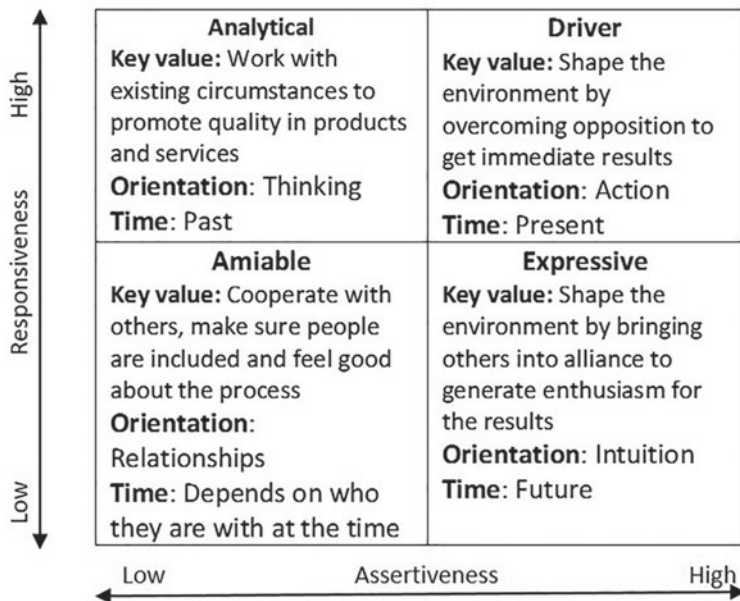 High
Responsiveness
Low
Analytical
Key value: Work with
existing circumstances to
promote quality in products
and services
Orientation: Thinking
Time: Past
Driver
Key value: Shape the
environment by
overcoming opposition to
get immediate results
Orientation: Action
Time: Present
Amiable
Key value: Cooperate with
others, make sure people
are included and feel good
about the process
Orientation:
Relationships
Time: Depends on who
they are with at the time
Expressive
Key value: Shape the
environment by bringing
others into alliance to
generate enthusiasm for
the results
Orientation: Intuition
Time: Future
Low Assertiveness High